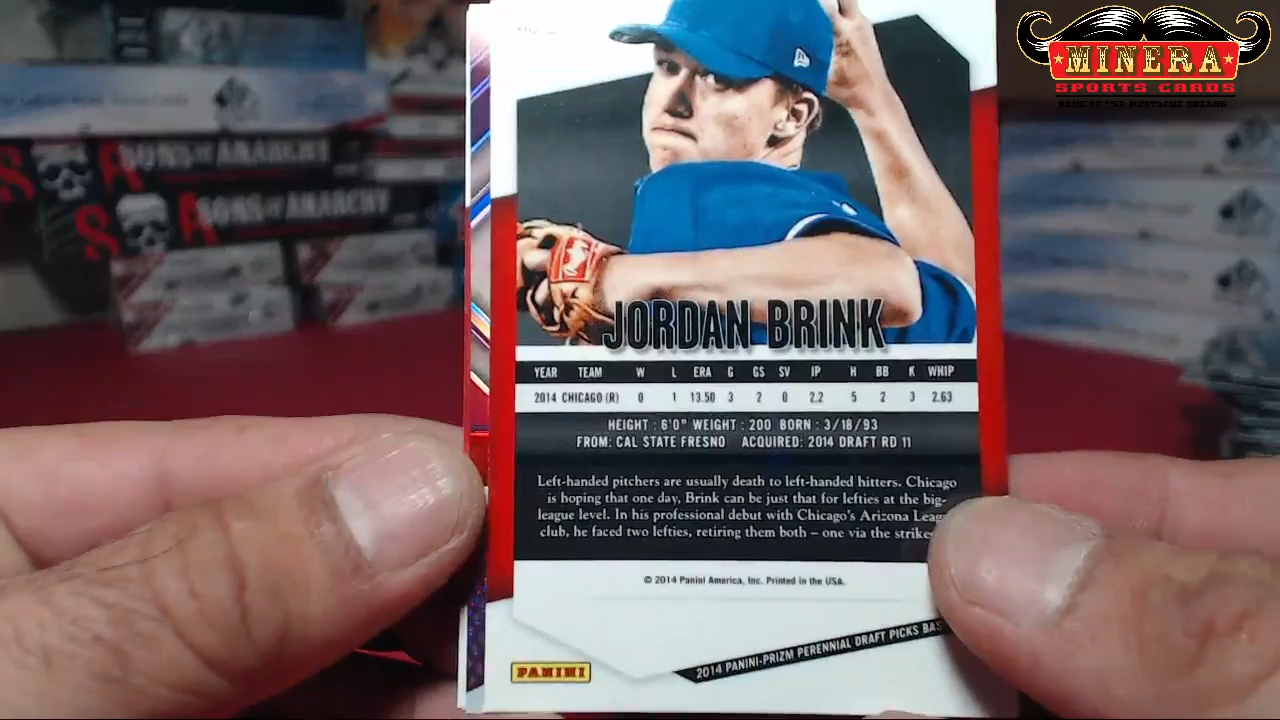 MINERA
SPORTS CARDS
HOME OF THE MUSTACHE BREAKS
SONS OF ANARCHY
SONS OF ANARCHY
JORDAN BRINK
YEAR TEAM W L ERA G GS SV IP H BB K WHIP
2014 CHICAGO (R) 0 1 13.50 3 2 0 2.2 5 2 3 2.63
HEIGHT : 6'0" WEIGHT : 200 BORN : 3/18/93
FROM: CAL STATE FRESNO ACQUIRED: 2014 DRAFT RD 11
Left-handed pitchers are usually death to left-handed hitters. Chicago
is hoping that one day, Brink can be just that for lefties at the big-
league level. In his professional debut with Chicago's Arizona Leag
club, he faced two lefties, retiring them both – one via the strike
© 2014 Panini America, Inc. Printed in the USA.
2014 PANINI-PRIZM PERENNIAL DRAFT PICKS BAS
PANINI